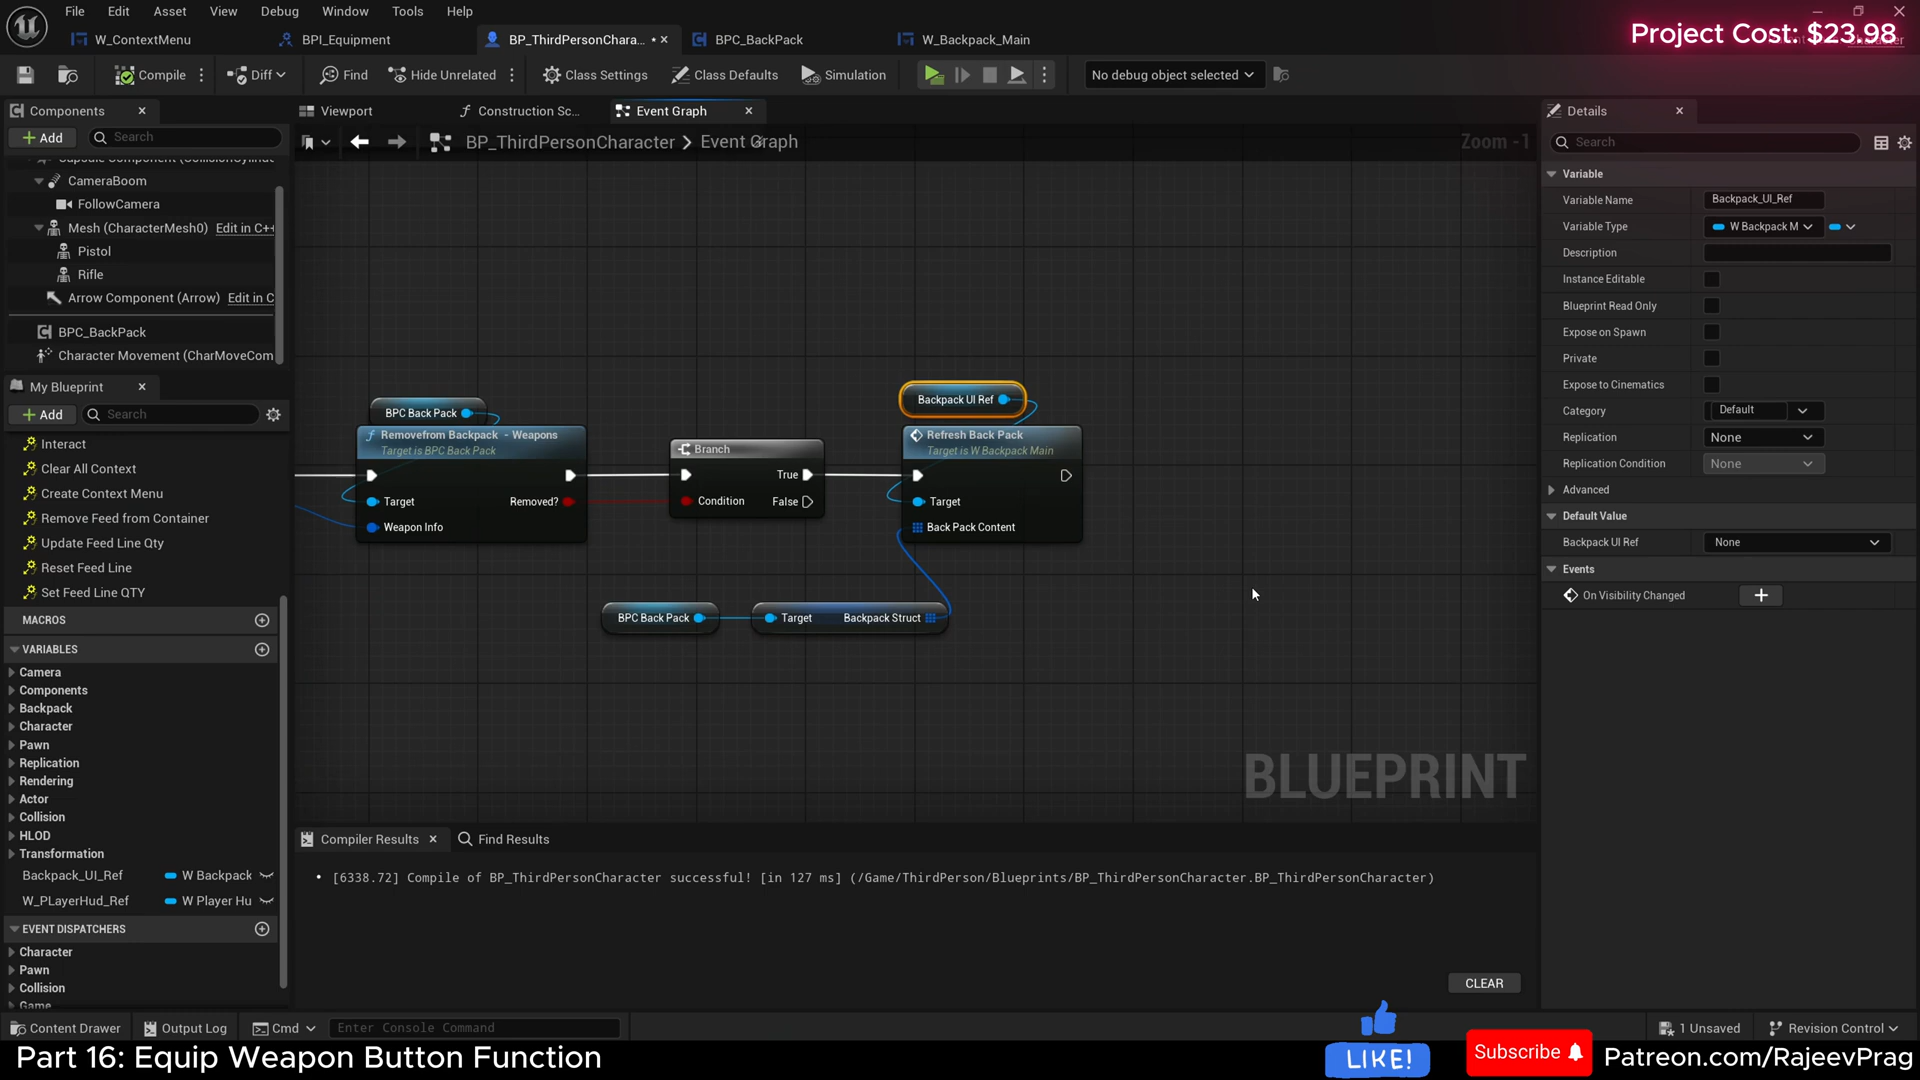 File Edit Asset View Debug Window Tools Help
Project Cost: $23.98
W_ContextMenu BPI_Equipment BP_ThirdPersonChara... • BPC_BackPack W_Backpack_Main
Compile Diff Find Hide Unrelated Class Settings Class Defaults Simulation No debug object selected
Components Viewport Construction Sc... Event Graph Details
Add Search
BP_ThirdPersonCharacter > Event Graph Zoom -1 Search
CameraBoom
FollowCamera
Mesh (CharacterMesh0) Edit in C++
Pistol
Rifle
Arrow Component (Arrow) Edit in C
BPC_BackPack
Character Movement (CharMoveCom
My Blueprint
Add Search
Interact
Clear All Context
Create Context Menu
Remove Feed from Container
Update Feed Line Qty
Reset Feed Line
Set Feed Line QTY
MACROS
VARIABLES
Camera
Components
Backpack
Character
Pawn
Replication
Rendering
Actor
Collision
HLOD
Transformation
Backpack_UI_Ref W Backpack
W_PLayerHud_Ref W Player Hu
EVENT DISPATCHERS
Character
Pawn
Collision
Game
BPC Back Pack
Removefrom Backpack - Weapons
Target is BPC Back Pack
Target Removed?
Weapon Info
Branch
True
Condition False
Backpack UI Ref
Refresh Back Pack
Target is W Backpack Main
Target
Back Pack Content
BPC Back Pack Target Backpack Struct
BLUEPRINT
Variable
Variable Name Backpack_UI_Ref
Variable Type W Backpack M
Description
Instance Editable
Blueprint Read Only
Expose on Spawn
Private
Expose to Cinematics
Category Default
Replication None
Replication Condition None
Advanced
Default Value
Backpack UI Ref None
Events
On Visibility Changed
Compiler Results Find Results
• [6338.72] Compile of BP_ThirdPersonCharacter successful! [in 127 ms] (/Game/ThirdPerson/Blueprints/BP_ThirdPersonCharacter.BP_ThirdPersonCharacter)
CLEAR
Content Drawer Output Log Cmd Enter Console Command 1 Unsaved Revision Control
Part 16: Equip Weapon Button Function LIKE! Subscribe Patreon.com/RajeevPrag